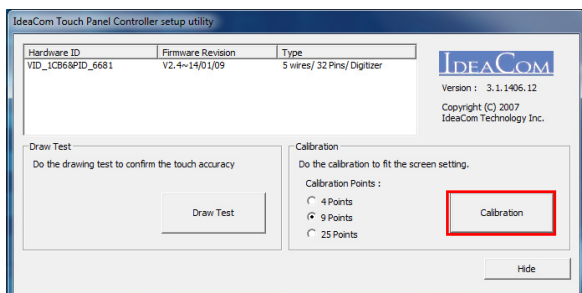 IdeaCom Touch Panel Controller setup utility
Hardware ID Firmware Revision Type
VID_1CB6&PID_6681 V2.4~14/01/09 5 wires/ 32 Pins/ Digitizer
IDEACOM
Version : 3.1.1406.12
Copyright (C) 2007
IdeaCom Technology Inc.
Draw Test
Do the drawing test to confirm the touch accuracy
Draw Test
Calibration
Do the calibration to fit the screen setting.
Calibration Points :
4 Points
9 Points
25 Points
Calibration
Hide